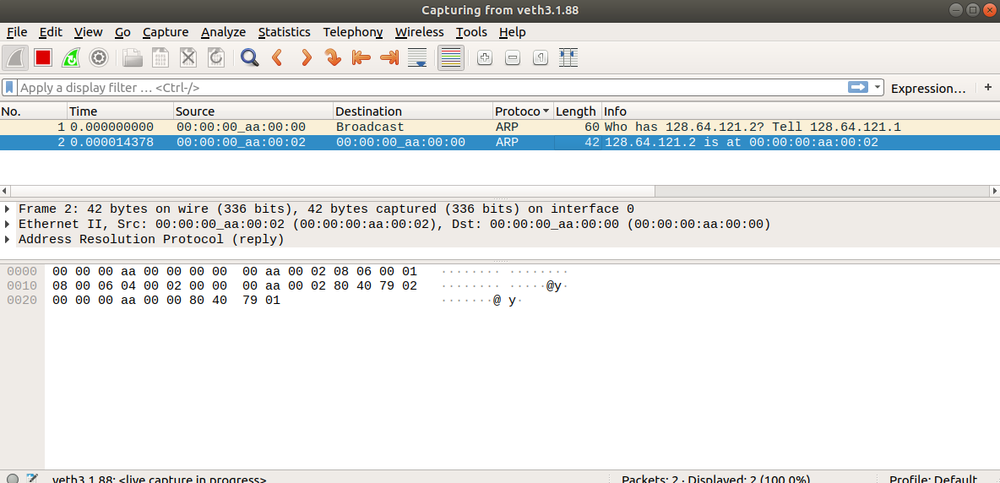 Capturing from veth3.1.88
File Edit View Go Capture Analyze Statistics Telephony Wireless Tools Help
Apply a display filter … <Ctrl-/> Expression… +
No. Time Source Destination Protoco Length Info
1 0.000000000 00:00:00_aa:00:00 Broadcast ARP 60 Who has 128.64.121.2? Tell 128.64.121.1
2 0.000014378 00:00:00_aa:00:02 00:00:00_aa:00:00 ARP 42 128.64.121.2 is at 00:00:00:aa:00:02
Frame 2: 42 bytes on wire (336 bits), 42 bytes captured (336 bits) on interface 0
Ethernet II, Src: 00:00:00_aa:00:02 (00:00:00:aa:00:02), Dst: 00:00:00_aa:00:00 (00:00:00:aa:00:00)
Address Resolution Protocol (reply)
0000 00 00 00 aa 00 00 00 00 00 aa 00 02 08 06 00 01 ········ ········
0010 08 00 06 04 00 02 00 00 00 aa 00 02 80 40 79 02 ········ ·····@y·
0020 00 00 00 aa 00 00 80 40 79 01 ·······@ y·
veth3.1.88: <live capture in progress> Packets: 2 · Displayed: 2 (100.0%) Profile: Default